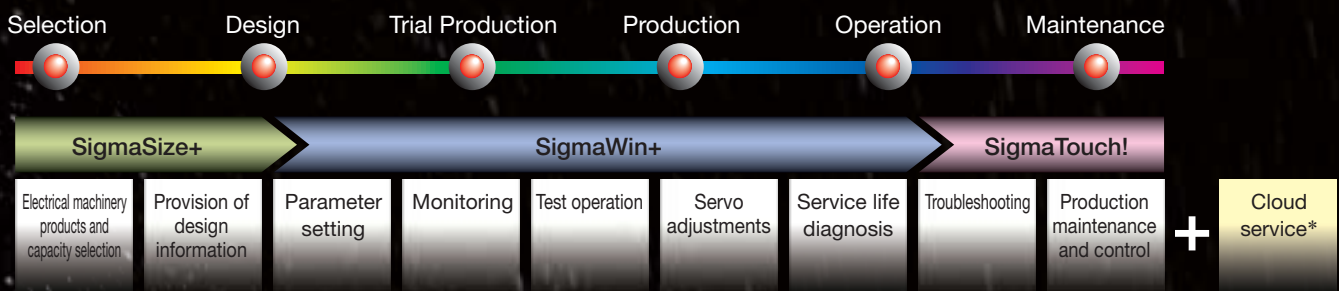 Selection Design Trial Production Production Operation Maintenance
SigmaSize+ SigmaWin+ SigmaTouch!
Electrical machinery
products and
capacity selection
Provision of
design
information
Parameter
setting
Monitoring
Test operation
Servo
adjustments
Service life
diagnosis
Troubleshooting
Production
maintenance
and control
+
Cloud
service*